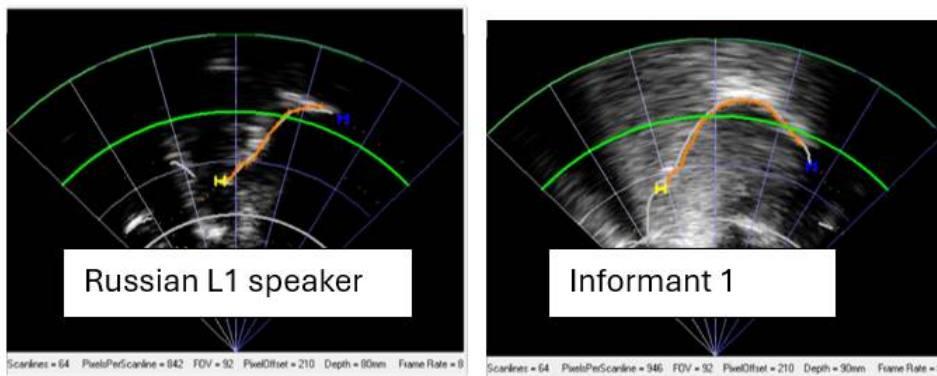 Russian L1 speaker
Informant 1
Scanlines = 64 PixelsPerScanline = 842 FOV = 92 PixelOffset = 210 Depth = 80mm Frame Rate = 8
Scanlines = 64 PixelsPerScanline = 946 FOV = 92 PixelOffset = 210 Depth = 90mm Frame Rate =